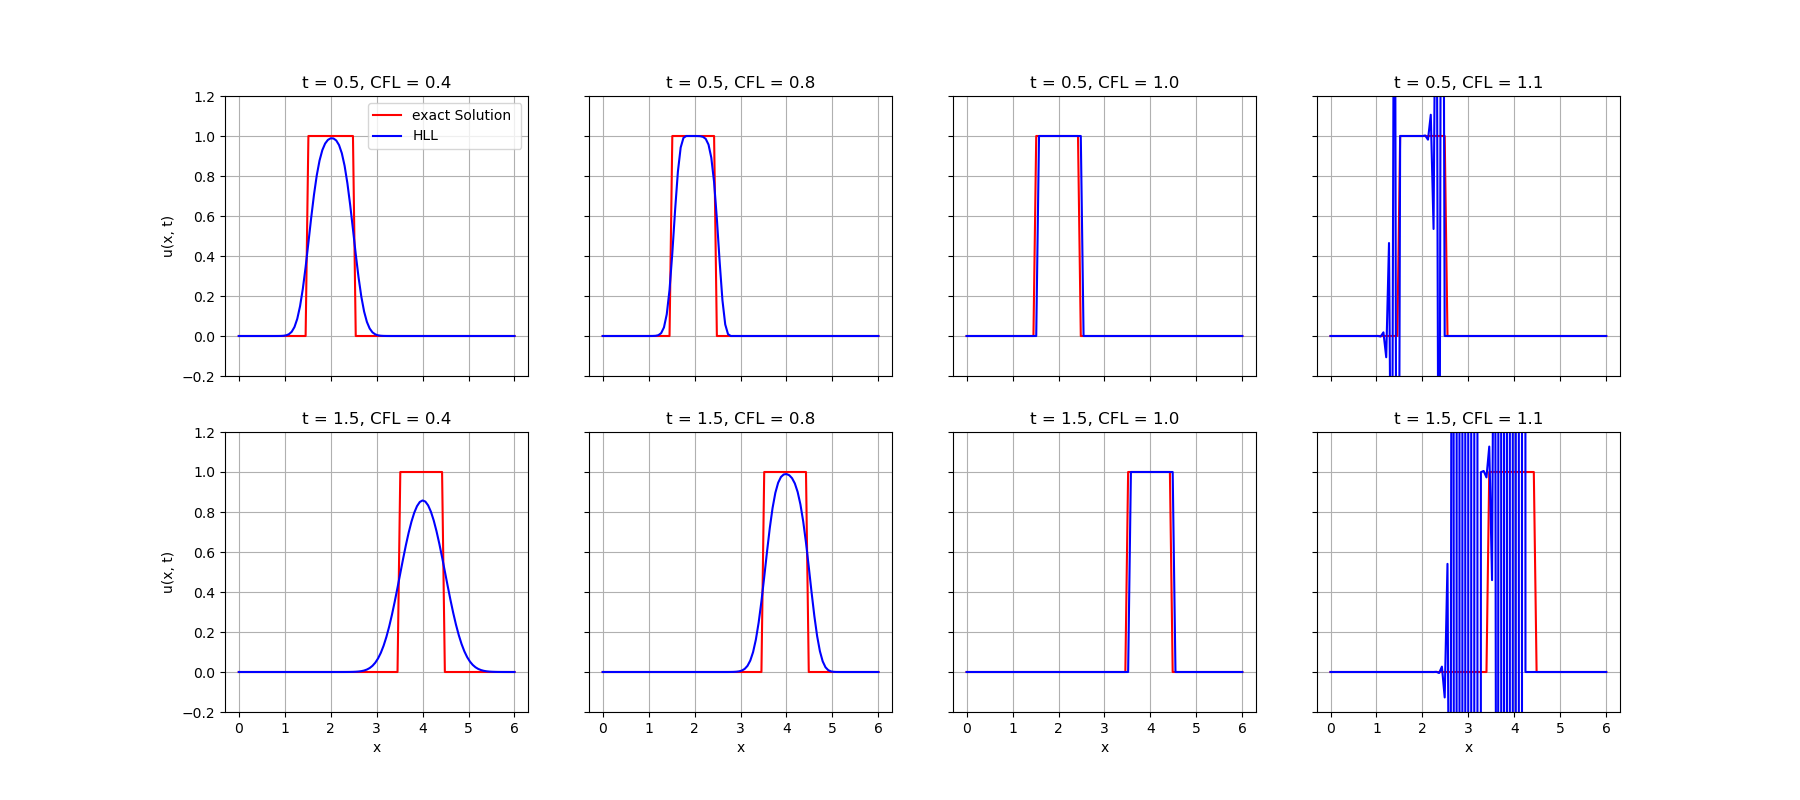 t = 0.5, CFL = 0.4
t = 0.5, CFL = 0.8
t = 0.5, CFL = 1.0
t = 0.5, CFL = 1.1
exact Solution
HLL
u(x, t)
1.2
1.0
0.8
0.6
0.4
0.2
0.0
−0.2
t = 1.5, CFL = 0.4
t = 1.5, CFL = 0.8
t = 1.5, CFL = 1.0
t = 1.5, CFL = 1.1
u(x, t)
1.2
1.0
0.8
0.6
0.4
0.2
0.0
−0.2
0 1 2 3 4 5 6
0 1 2 3 4 5 6
0 1 2 3 4 5 6
0 1 2 3 4 5 6
x
x
x
x